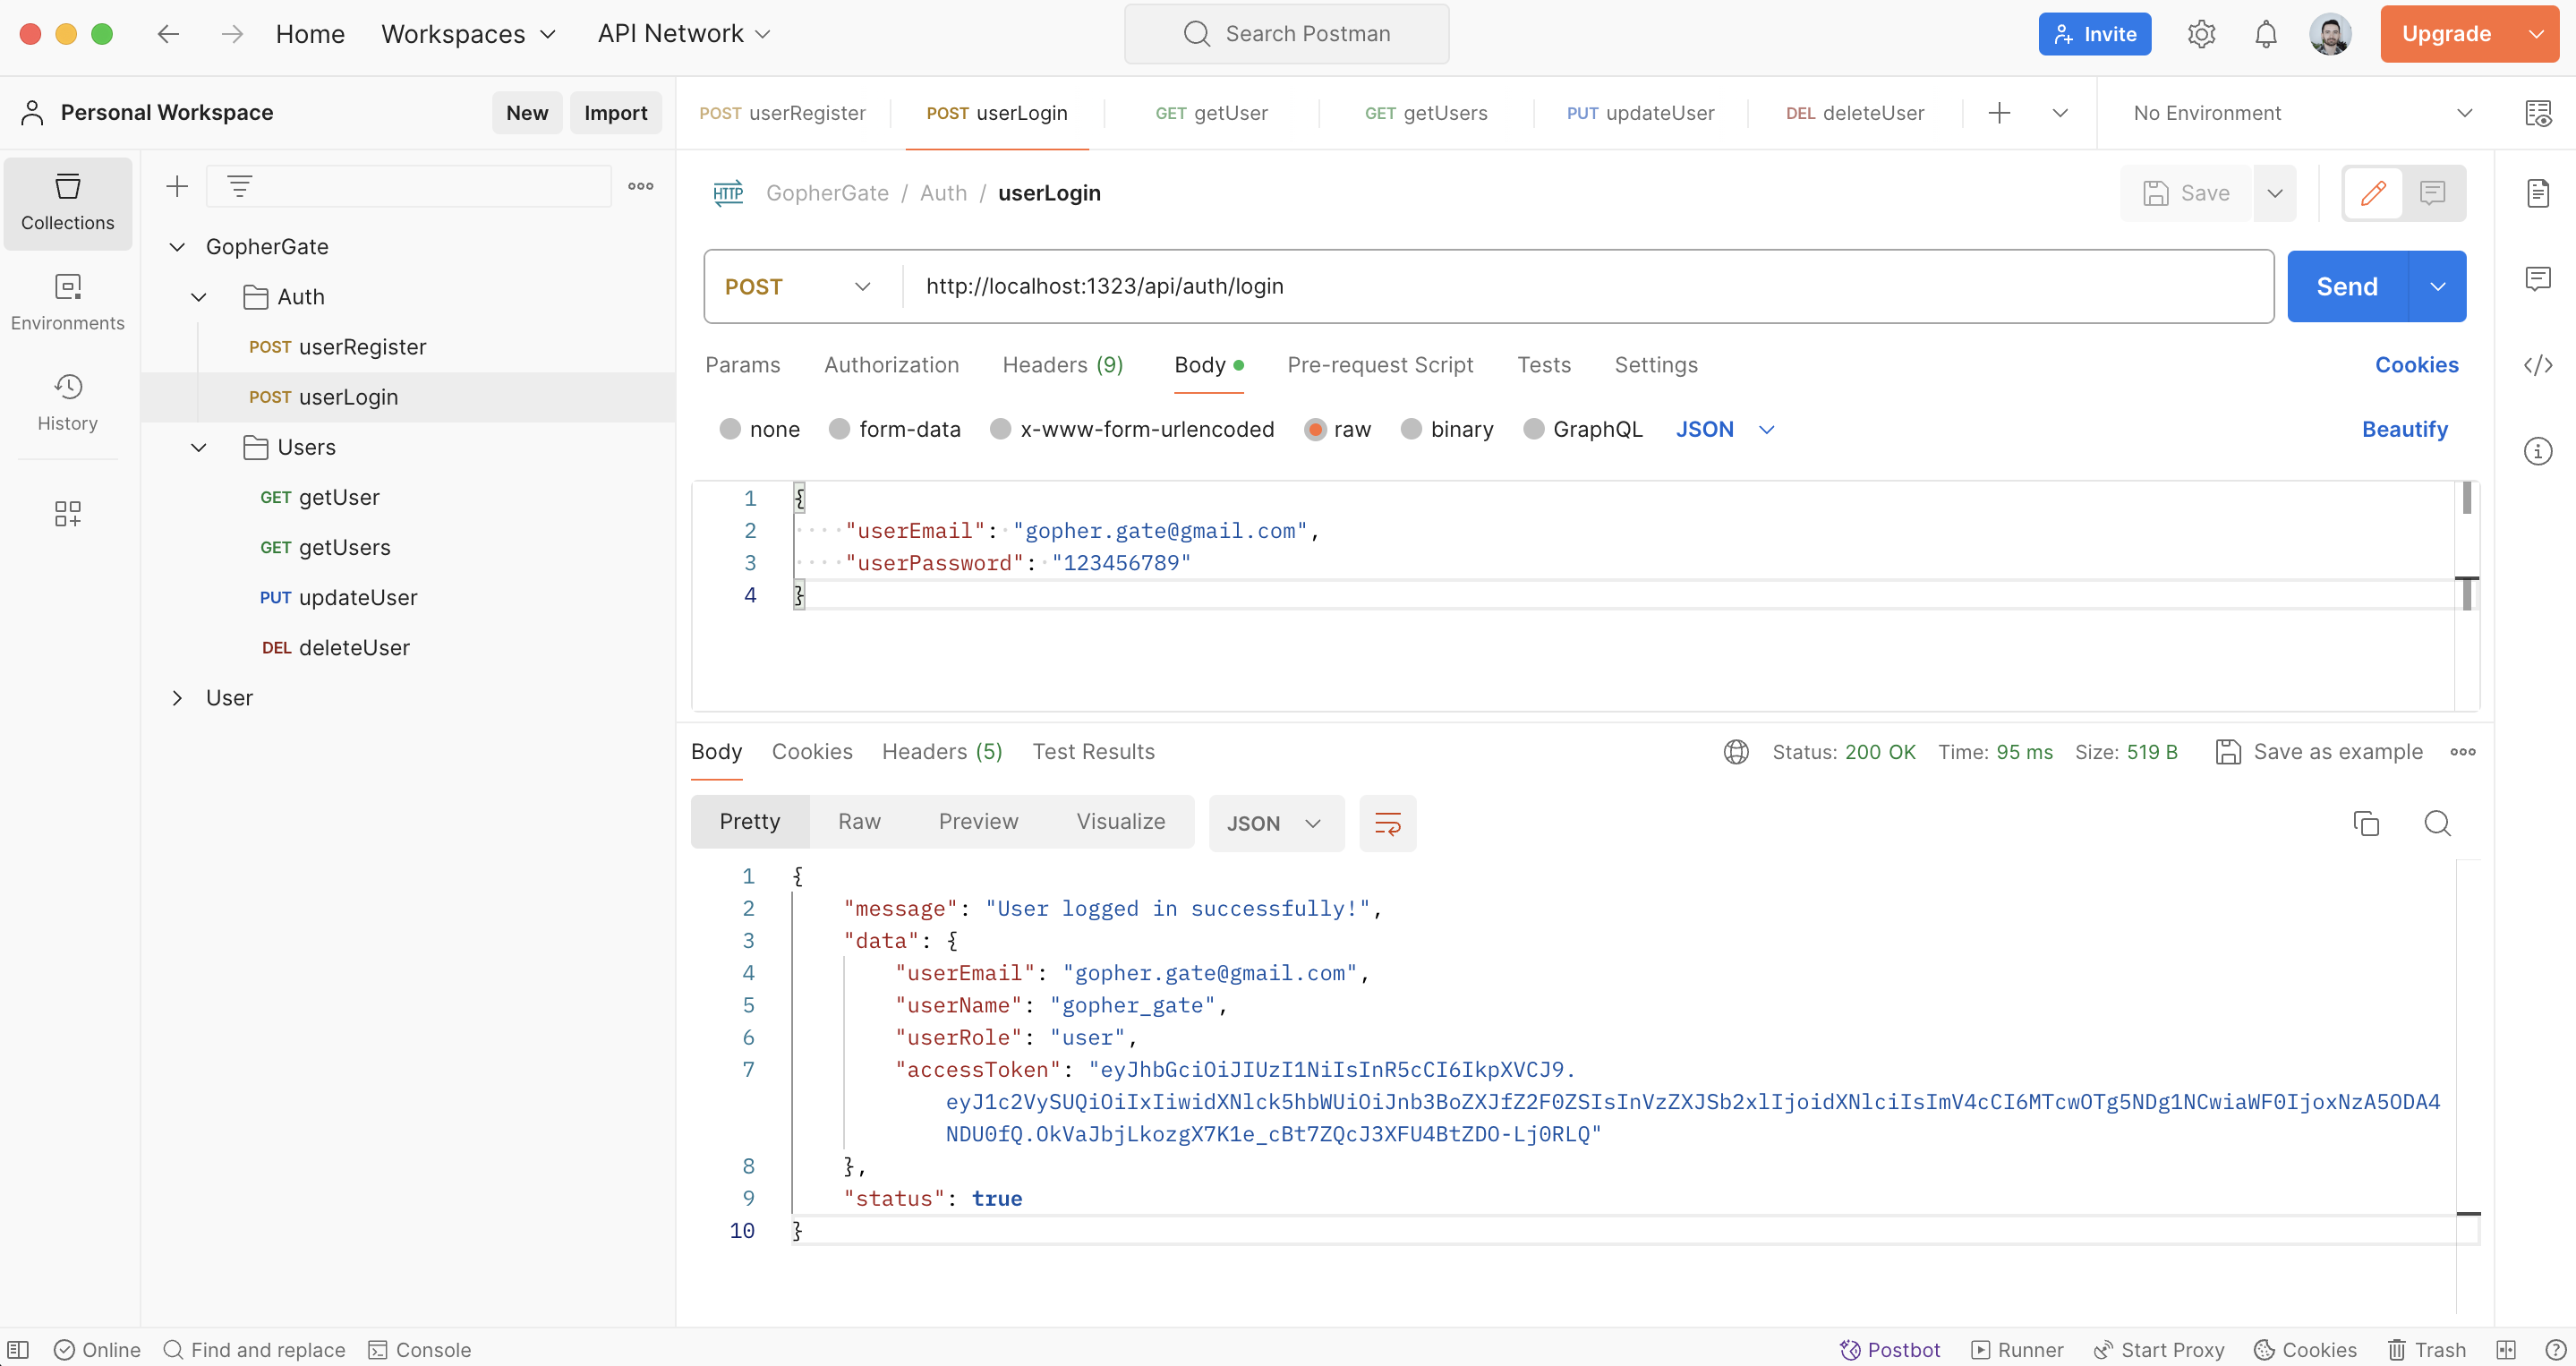 Home Workspaces API Network Search Postman Invite Upgrade
Personal Workspace New Import
POST userRegister POST userLogin GET getUser GET getUsers PUT updateUser DEL deleteUser No Environment
Collections
Environments
History
GopherGate
Auth
POST userRegister
POST userLogin
Users
GET getUser
GET getUsers
PUT updateUser
DEL deleteUser
User
HTTP GopherGate / Auth / userLogin Save
POST http://localhost:1323/api/auth/login Send
Params Authorization Headers (9) Body Pre-request Script Tests Settings Cookies
none form-data x-www-form-urlencoded raw binary GraphQL JSON Beautify
1 {
2 "userEmail": "gopher.gate@gmail.com",
3 "userPassword": "123456789"
4 }
Body Cookies Headers (5) Test Results Status: 200 OK Time: 95 ms Size: 519 B Save as example
Pretty Raw Preview Visualize JSON
1 {
2 "message": "User logged in successfully!",
3 "data": {
4 "userEmail": "gopher.gate@gmail.com",
5 "userName": "gopher_gate",
6 "userRole": "user",
7 "accessToken": "eyJhbGciOiJIUzI1NiIsInR5cCI6IkpXVCJ9.
eyJ1c2VySUQiOiIxIiwidXNlck5hbWUiOiJnb3BoZXJfZ2F0ZSIsInVzZXJSb2xlIjoidXNlciIsImV4cCI6MTcwOTg5NDg1NCwiaWF0IjoxNzA5ODA4
NDU0fQ.OkVaJbjLkozgX7K1e_cBt7ZQcJ3XFU4BtZDO-Lj0RLQ"
8 },
9 "status": true
10 }
Online Find and replace Console Postbot Runner Start Proxy Cookies Trash